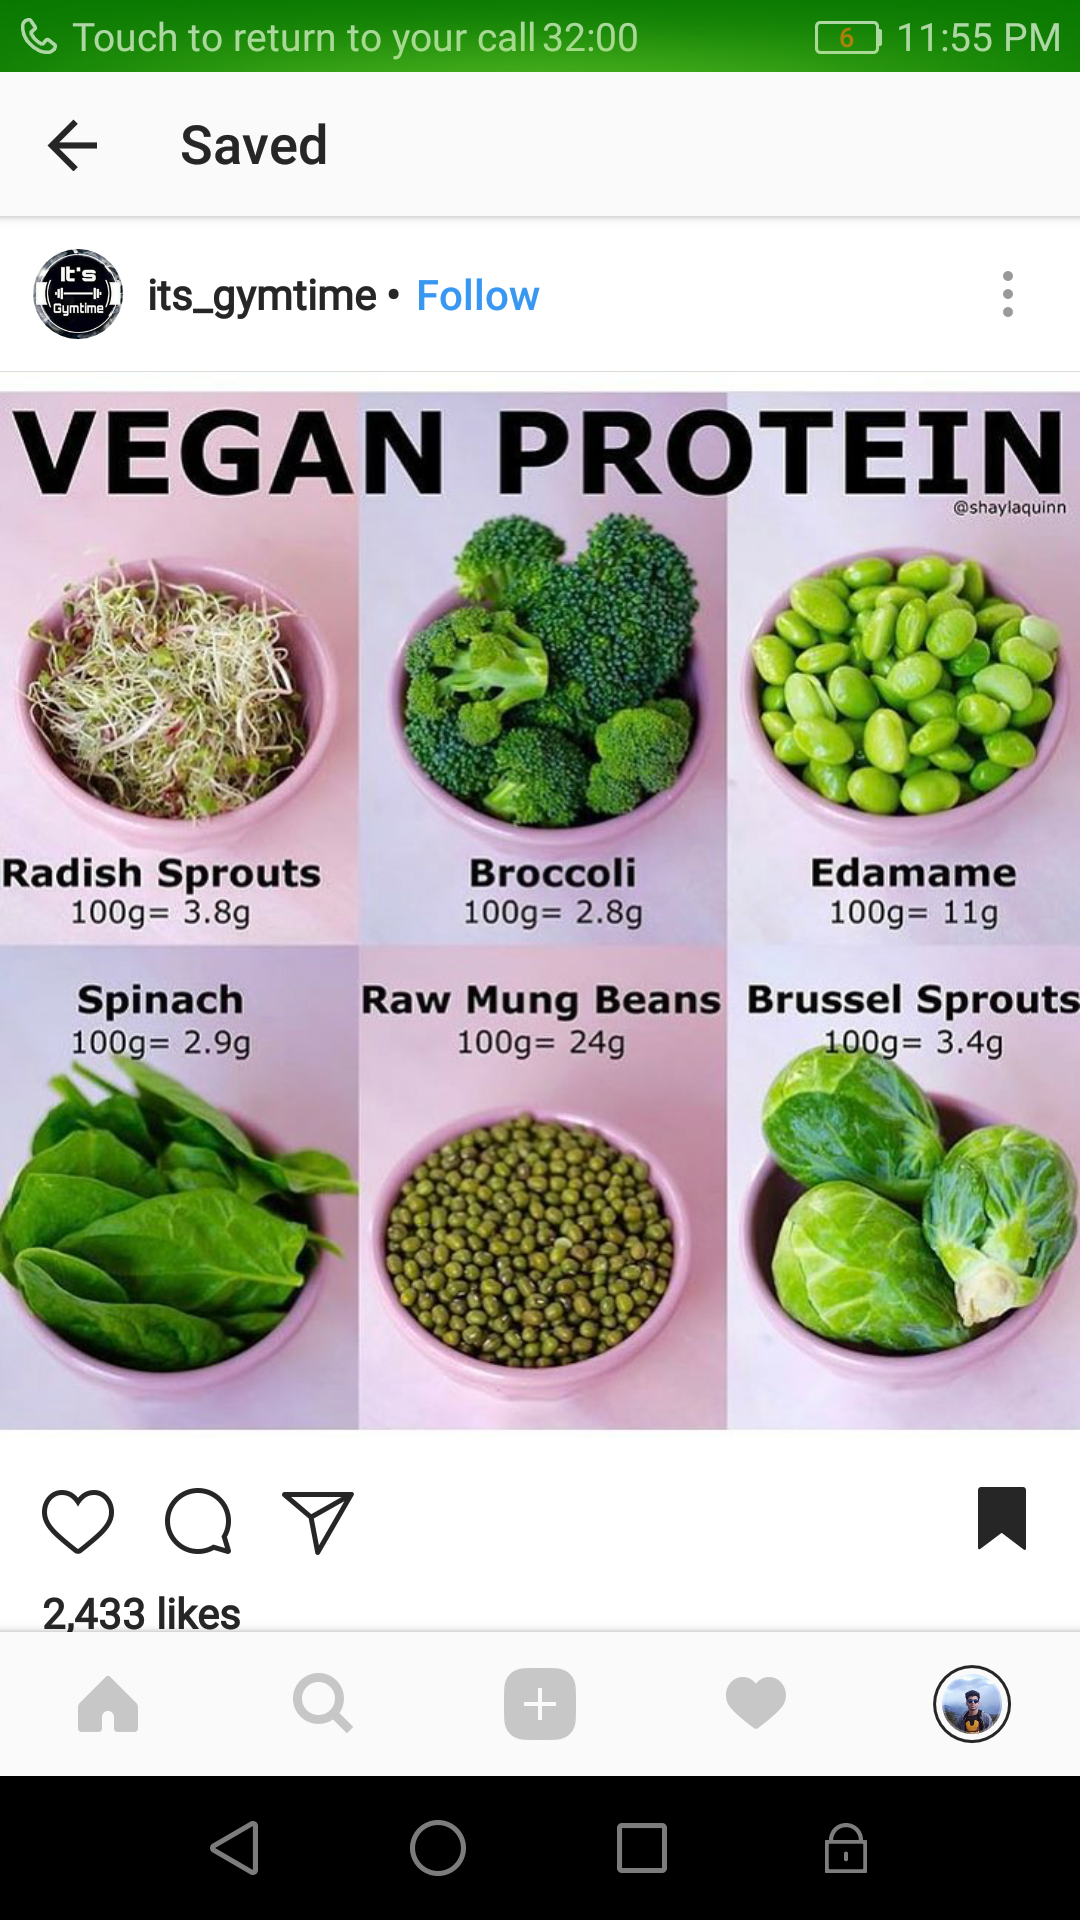 Touch to return to your call 32:00 6 11:55 PM
Saved
It's
Gymtime
its_gymtime • Follow
VEGAN PROTEIN
@shaylaquinn
Radish Sprouts
100g= 3.8g
Broccoli
100g= 2.8g
Edamame
100g= 11g
Spinach
100g= 2.9g
Raw Mung Beans
100g= 24g
Brussel Sprouts
100g= 3.4g
2,433 likes